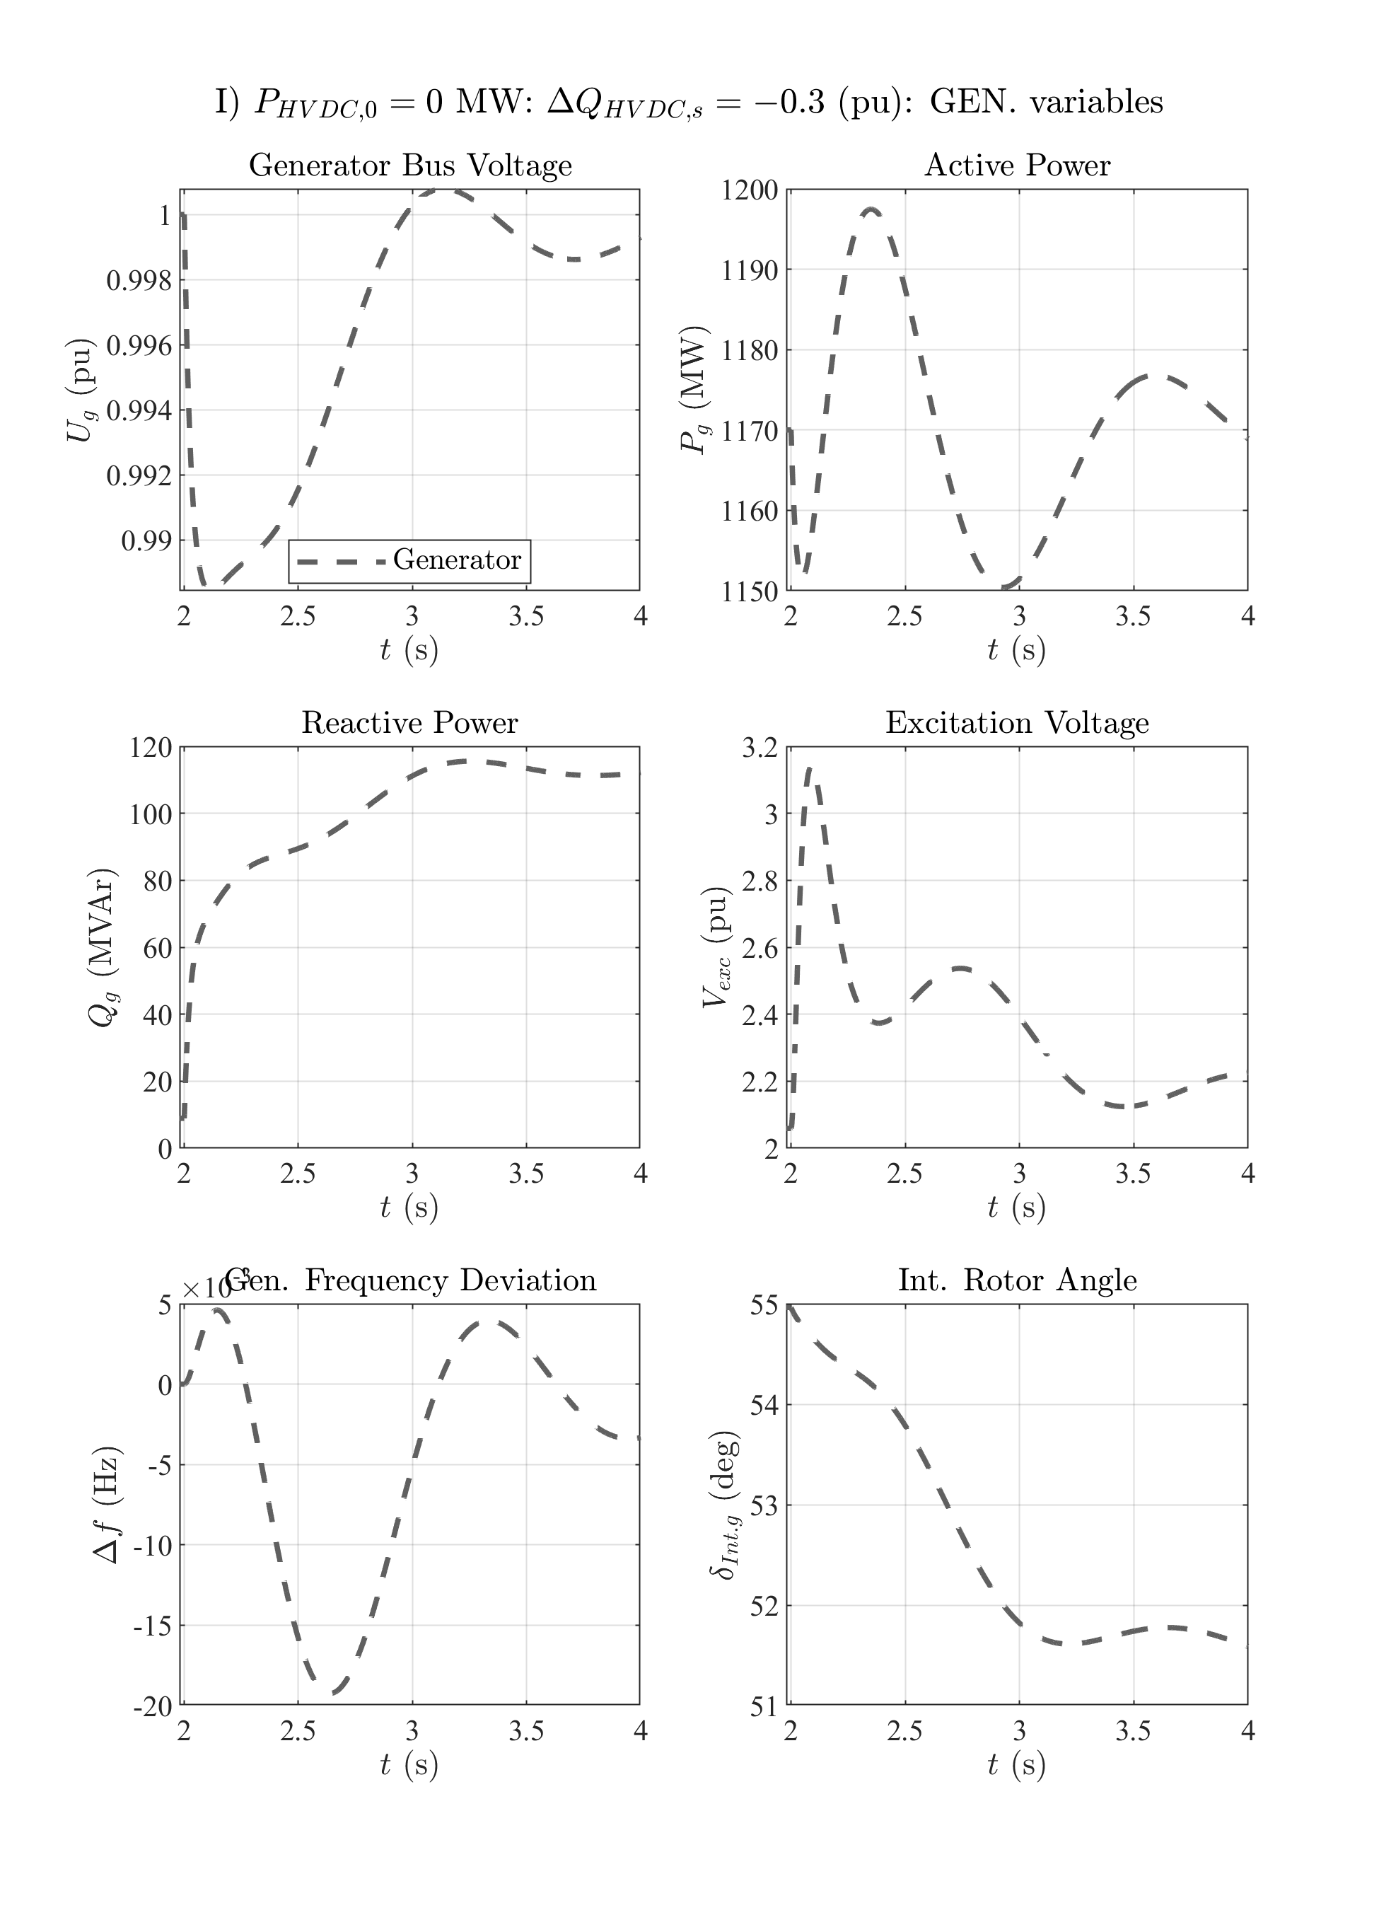 I) P_{HVDC,0} = 0 MW: ΔQ_{HVDC,s} = −0.3 (pu): GEN. variables
Generator Bus Voltage
U_g (pu)
1
0.998
0.996
0.994
0.992
0.99
Generator
2 2.5 3 3.5 4
t (s)
Active Power
P_g (MW)
1200
1190
1180
1170
1160
1150
2 2.5 3 3.5 4
t (s)
Reactive Power
Q_g (MVAr)
120
100
80
60
40
20
0
2 2.5 3 3.5 4
t (s)
Excitation Voltage
V_{exc} (pu)
3.2
3
2.8
2.6
2.4
2.2
2
2 2.5 3 3.5 4
t (s)
×10^{-3}
Gen. Frequency Deviation
Δf (Hz)
5
0
-5
-10
-15
-20
2 2.5 3 3.5 4
t (s)
Int. Rotor Angle
δ_{Int.g} (deg)
55
54
53
52
51
2 2.5 3 3.5 4
t (s)